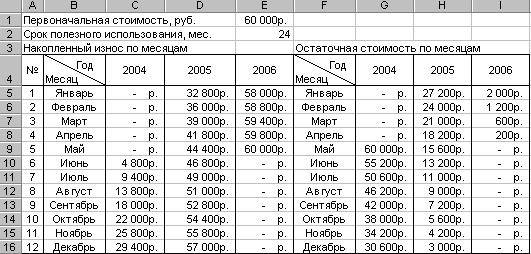 A B C D E F G H I
1 Первоначальная стоимость, руб. 60 000р.
2 Срок полезного использования, мес. 24
3 Накопленный износ по месяцам Остаточная стоимость по месяцам
4 № Год Месяц 2004 2005 2006 Год Месяц 2004 2005 2006
5 1 Январь - р. 32 800р. 58 000р. Январь - р. 27 200р. 2 000р.
6 2 Февраль - р. 36 000р. 58 800р. Февраль - р. 24 000р. 1 200р.
7 3 Март - р. 39 000р. 59 400р. Март - р. 21 000р. 600р.
8 4 Апрель - р. 41 800р. 59 800р. Апрель - р. 18 200р. 200р.
9 5 Май - р. 44 400р. 60 000р. Май 60 000р. 15 600р. - р.
10 6 Июнь 4 800р. 46 800р. - р. Июнь 55 200р. 13 200р. - р.
11 7 Июль 9 400р. 49 000р. - р. Июль 50 600р. 11 000р. - р.
12 8 Август 13 800р. 51 000р. - р. Август 46 200р. 9 000р. - р.
13 9 Сентябрь 18 000р. 52 800р. - р. Сентябрь 42 000р. 7 200р. - р.
14 10 Октябрь 22 000р. 54 400р. - р. Октябрь 38 000р. 5 600р. - р.
15 11 Ноябрь 25 800р. 55 800р. - р. Ноябрь 34 200р. 4 200р. - р.
16 12 Декабрь 29 400р. 57 000р. - р. Декабрь 30 600р. 3 000р. - р.